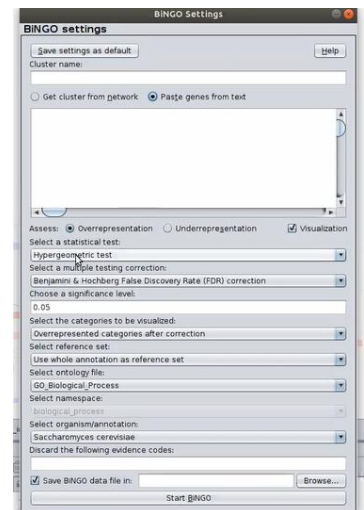 BiNGO Settings
BiNGO settings
Save settings as default Help
Cluster name:
Get cluster from network Paste genes from text
Assess: Overrepresentation Underrepresentation Visualization
Select a statistical test:
Hypergeometric test
Select a multiple testing correction:
Benjamini & Hochberg False Discovery Rate (FDR) correction
Choose a significance level:
0.05
Select the categories to be visualized:
Overrepresented categories after correction
Select reference set:
Use whole annotation as reference set
Select ontology file:
GO_Biological_Process
Select namespace:
biological_process
Select organism/annotation:
Saccharomyces cerevisiae
Discard the following evidence codes:
Save BiNGO data file in: Browse...
Start BiNGO